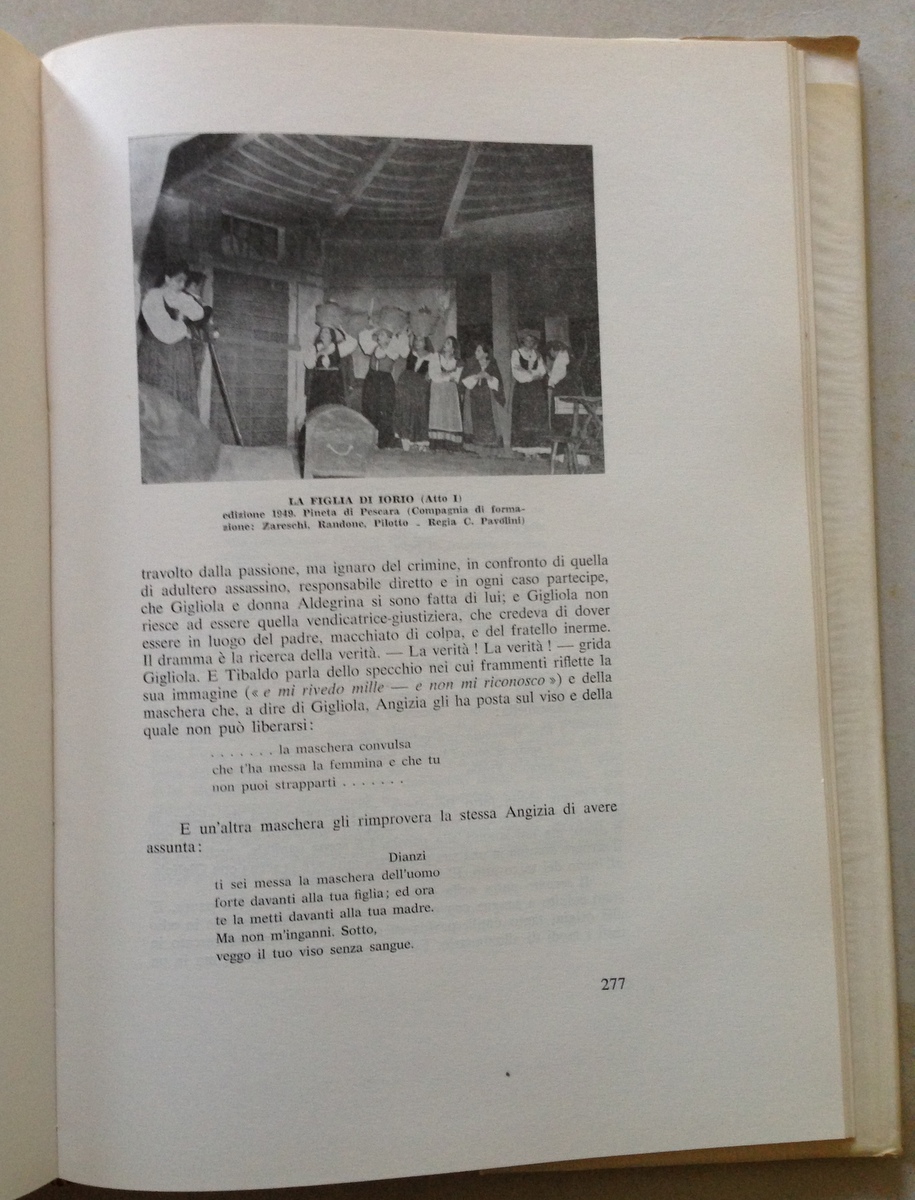 LA FIGLIA DI IORIO (Atto I)
edizione 1949. Pineta di Pescara (Compagnia di forma-
zione: Zareschi, Randone, Pilotto - Regia C. Pavolini)
travolto dalla passione, ma ignaro del crimine, in confronto di quella
di adultero assassino, responsabile diretto e in ogni caso partecipe,
che Gigliola e donna Aldegrina si sono fatta di lui; e Gigliola non
riesce ad essere quella vendicatrice-giustiziera, che credeva di dover
essere in luogo del padre, macchiato di colpa, e del fratello inerme.
Il dramma è la ricerca della verità. — La verità ! La verità ! — grida
Gigliola. E Tibaldo parla dello specchio nei cui frammenti riflette la
sua immagine (« e mi rivedo mille — e non mi riconosco ») e della
maschera che, a dire di Gigliola, Angizia gli ha posta sul viso e della
quale non può liberarsi:
. . . . . . . la maschera convulsa
che t'ha messa la femmina e che tu
non puoi strapparti . . . . . . .
E un'altra maschera gli rimprovera la stessa Angizia di avere
assunta:
Dianzi
ti sei messa la maschera dell'uomo
forte davanti alla tua figlia; ed ora
te la metti davanti alla tua madre.
Ma non m'inganni. Sotto,
veggo il tuo viso senza sangue.
277